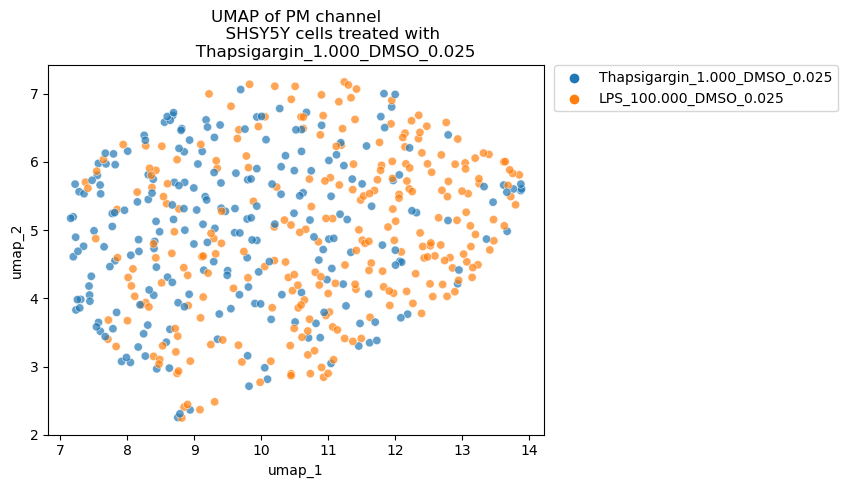 UMAP of PM channel
SHSY5Y cells treated with
Thapsigargin_1.000_DMSO_0.025
Thapsigargin_1.000_DMSO_0.025
LPS_100.000_DMSO_0.025
7
6
5
4
3
2
umap_2
7
8
9
10
11
12
13
14
umap_1